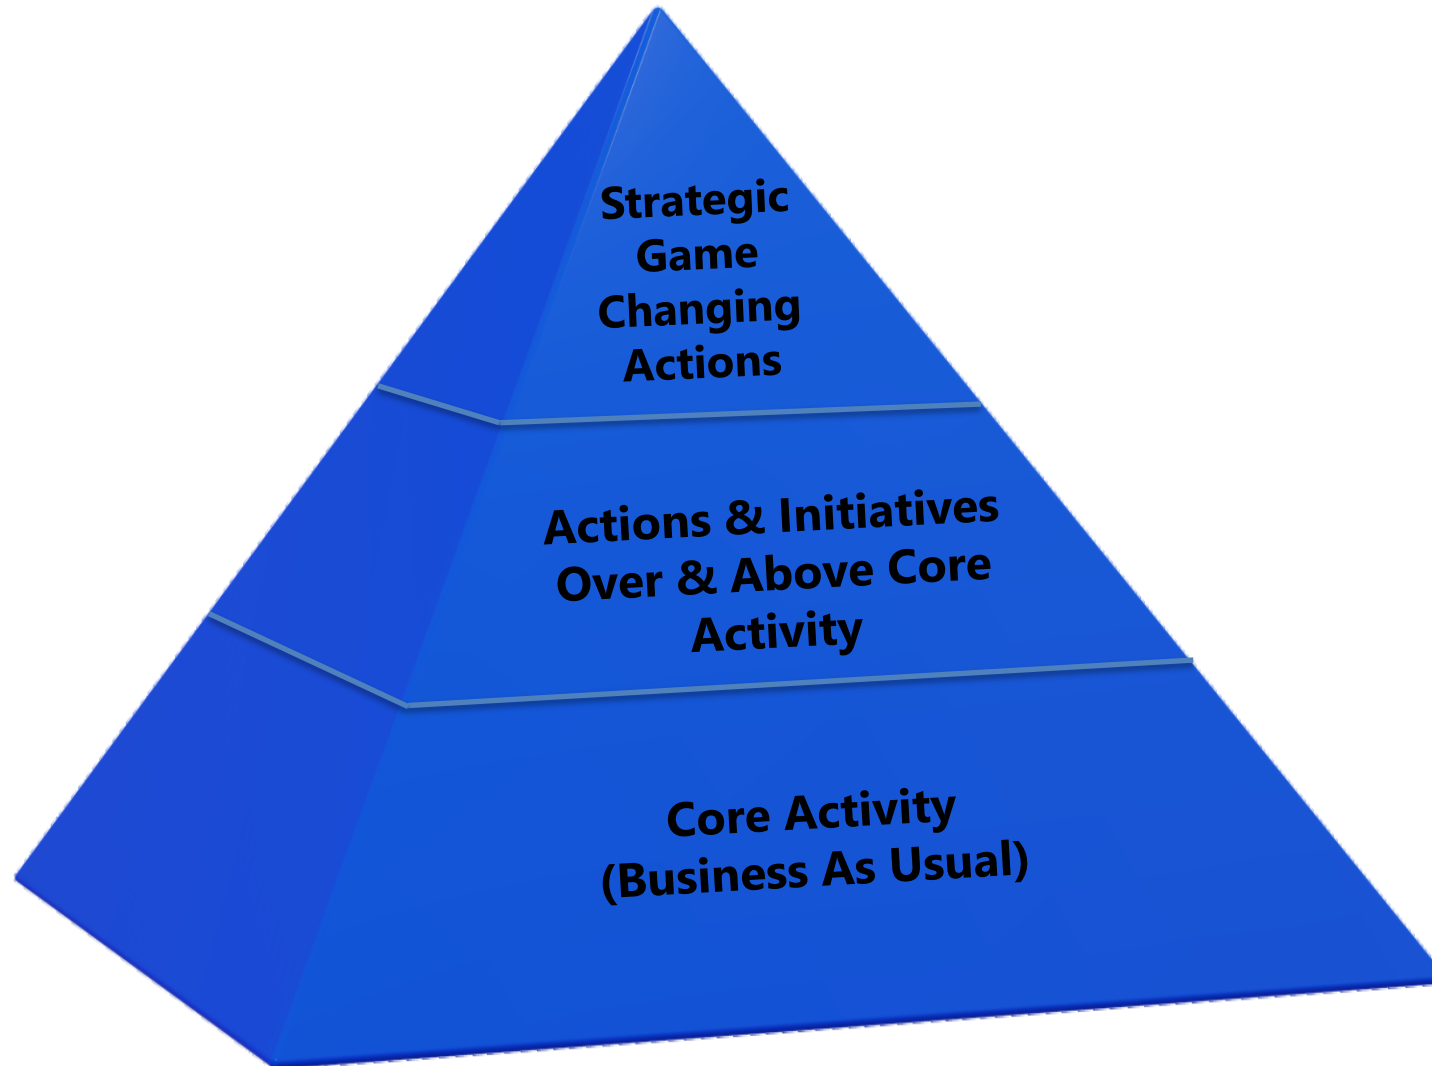 Strategic
Game
Changing
Actions
Actions & Initiatives
Over & Above Core
Activity
Core Activity
(Business As Usual)